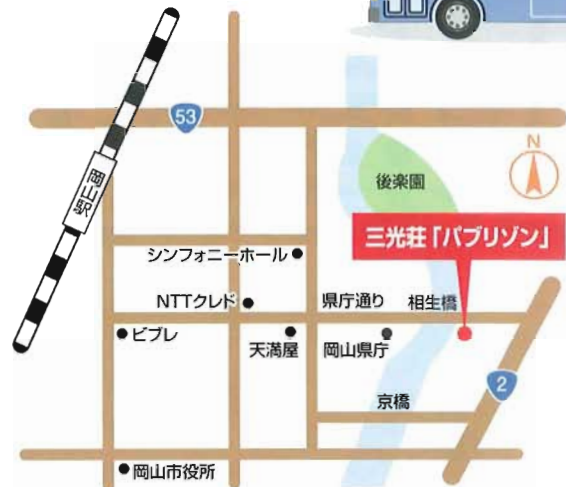 53
N
岡山駅
後楽園
三光荘「パブリゾン」
シンフォニーホール
NTTクレド
県庁通り
相生橋
ビブレ
天満屋
岡山県庁
2
京橋
岡山市役所